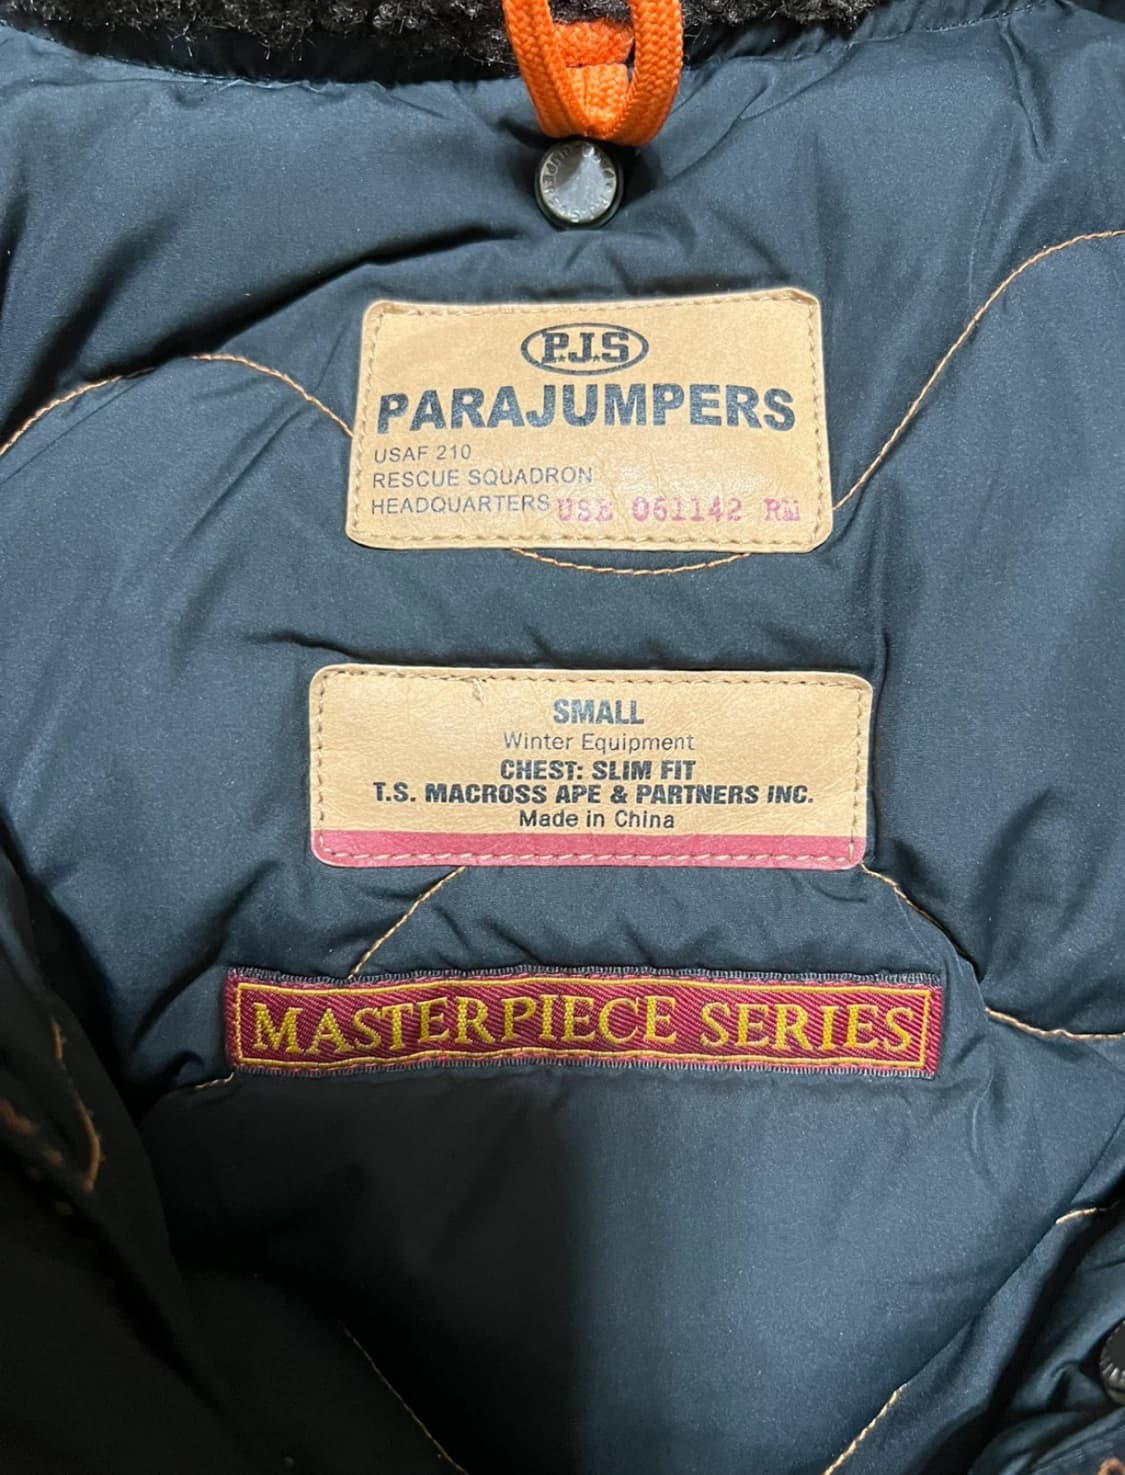 P.J.S
PARAJUMPERS
USAF 210
RESCUE SQUADRON
HEADQUARTERS USE 061142 RM
SMALL
Winter Equipment
CHEST: SLIM FIT
T.S. MACROSS APE & PARTNERS INC.
Made in China
MASTERPIECE SERIES